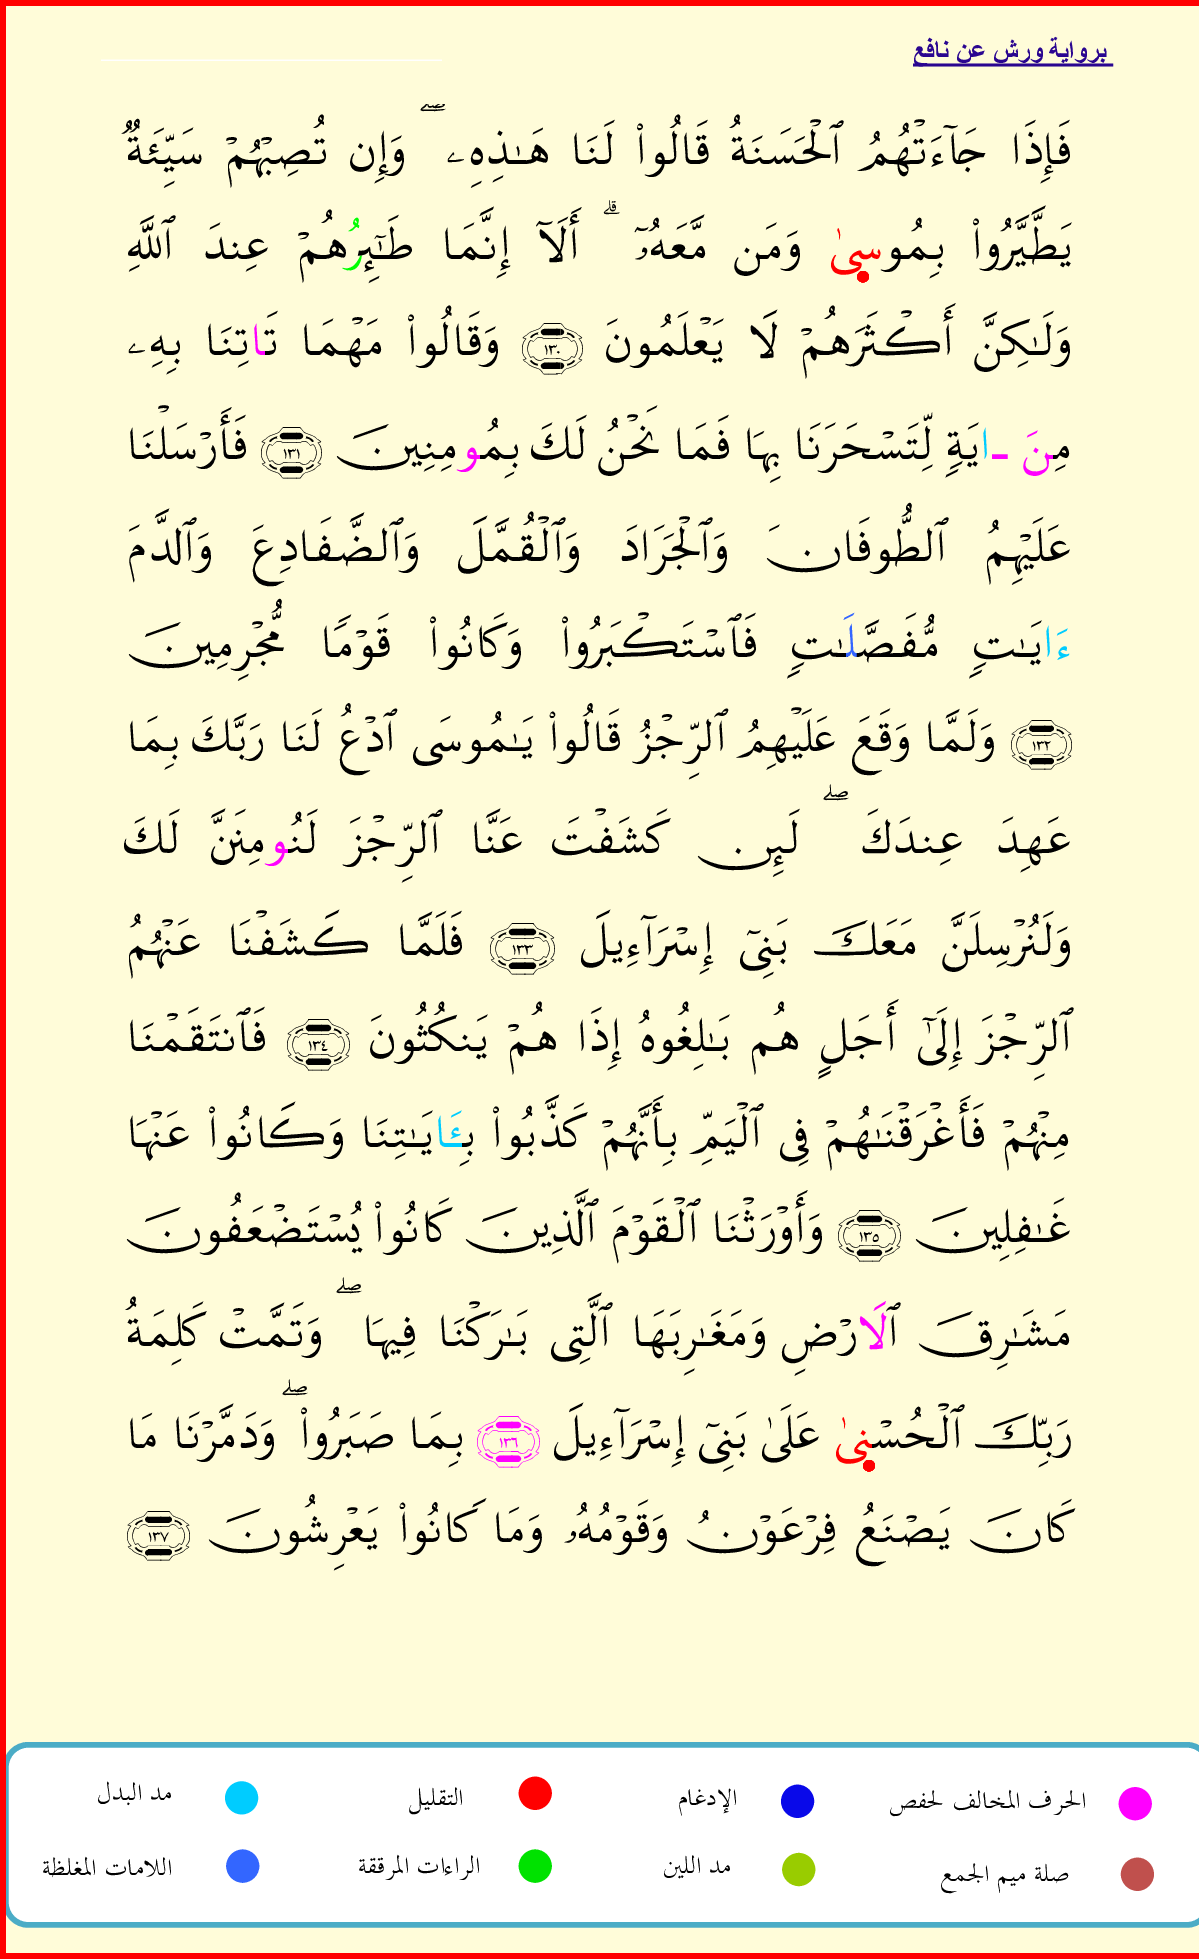 برواية ورش عن نافع
فَإِذَا جَآءَتْهُمُ ٱلْحَسَنَةُ قَالُوا۟ لَنَا هَـٰذِهِۦ ۖ وَإِن تُصِبْهُمْ سَيِّئَةٌ
يَطَّيَّرُوا۟ بِمُوسىٰ وَمَن مَّعَهُۥٓ ۗ أَلَآ إِنَّمَا طَـٰٓئِرُهُمْ عِندَ ٱللَّهِ
وَلَـٰكِنَّ أَكْثَرَهُمْ لَا يَعْلَمُونَ ١٣٠ وَقَالُوا۟ مَهْمَا تَاتِنَا بِهِۦ
مِنَ ـايَةٍ لِّتَسْحَرَنَا بِهَا فَمَا نَحْنُ لَكَ بِمُومِنِينَ ١٣١ فَأَرْسَلْنَا
عَلَيْهِمُ ٱلطُّوفَانَ وَٱلْجَرَادَ وَٱلْقُمَّلَ وَٱلضَّفَادِعَ وَٱلدَّمَ
ءَايَـٰتٍ مُّفَصَّلَـٰتٍ فَٱسْتَكْبَرُوا۟ وَكَانُوا۟ قَوْمًا مُّجْرِمِينَ
١٣٢ وَلَمَّا وَقَعَ عَلَيْهِمُ ٱلرِّجْزُ قَالُوا۟ يَـٰمُوسَى ٱدْعُ لَنَا رَبَّكَ بِمَا
عَهِدَ عِندَكَ ۖ لَئِن كَشَفْتَ عَنَّا ٱلرِّجْزَ لَنُومِنَنَّ لَكَ
وَلَنُرْسِلَنَّ مَعَكَ بَنِىٓ إِسْرَآءِيلَ ١٣٣ فَلَمَّا كَشَفْنَا عَنْهُمُ
ٱلرِّجْزَ إِلَىٰٓ أَجَلٍ هُم بَـٰلِغُوهُ إِذَا هُمْ يَنكُثُونَ ١٣٤ فَٱنتَقَمْنَا
مِنْهُمْ فَأَغْرَقْنَـٰهُمْ فِى ٱلْيَمِّ بِأَنَّهُمْ كَذَّبُوا۟ بِـَٔايَـٰتِنَا وَكَانُوا۟ عَنْهَا
غَـٰفِلِينَ ١٣٥ وَأَوْرَثْنَا ٱلْقَوْمَ ٱلَّذِينَ كَانُوا۟ يُسْتَضْعَفُونَ
مَشَـٰرِقَ ٱلَارْضِ وَمَغَـٰرِبَهَا ٱلَّتِى بَـٰرَكْنَا فِيهَا ۖ وَتَمَّتْ كَلِمَةُ
رَبِّكَ ٱلْحُسْنىٰ عَلَىٰ بَنِىٓ إِسْرَآءِيلَ ١٣٦ بِمَا صَبَرُوا۟ ۖ وَدَمَّرْنَا مَا
كَانَ يَصْنَعُ فِرْعَوْنُ وَقَوْمُهُۥ وَمَا كَانُوا۟ يَعْرِشُونَ ١٣٧
الحرف المخالف لحفص الإدغام التقليل مد البدل
صلة ميم الجمع مد اللين الراءات المرققة اللامات المغلظة